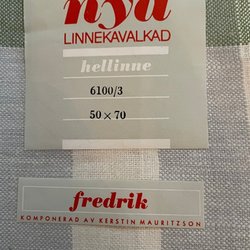 nya
LINNEKAVALKAD
hellinne
6100/3
50 × 70
fredrik
KOMPONERAD AV KERSTIN MAURITZSON